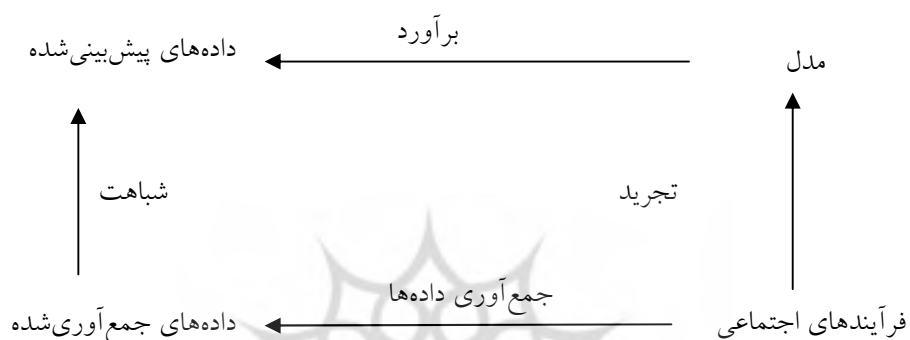 برآورد
مدل
داده‌های پیش‌بینی‌شده
تجرید
شباهت
جمع‌آوری داده‌ها
فرآیندهای اجتماعی
داده‌های جمع‌آوری‌شده